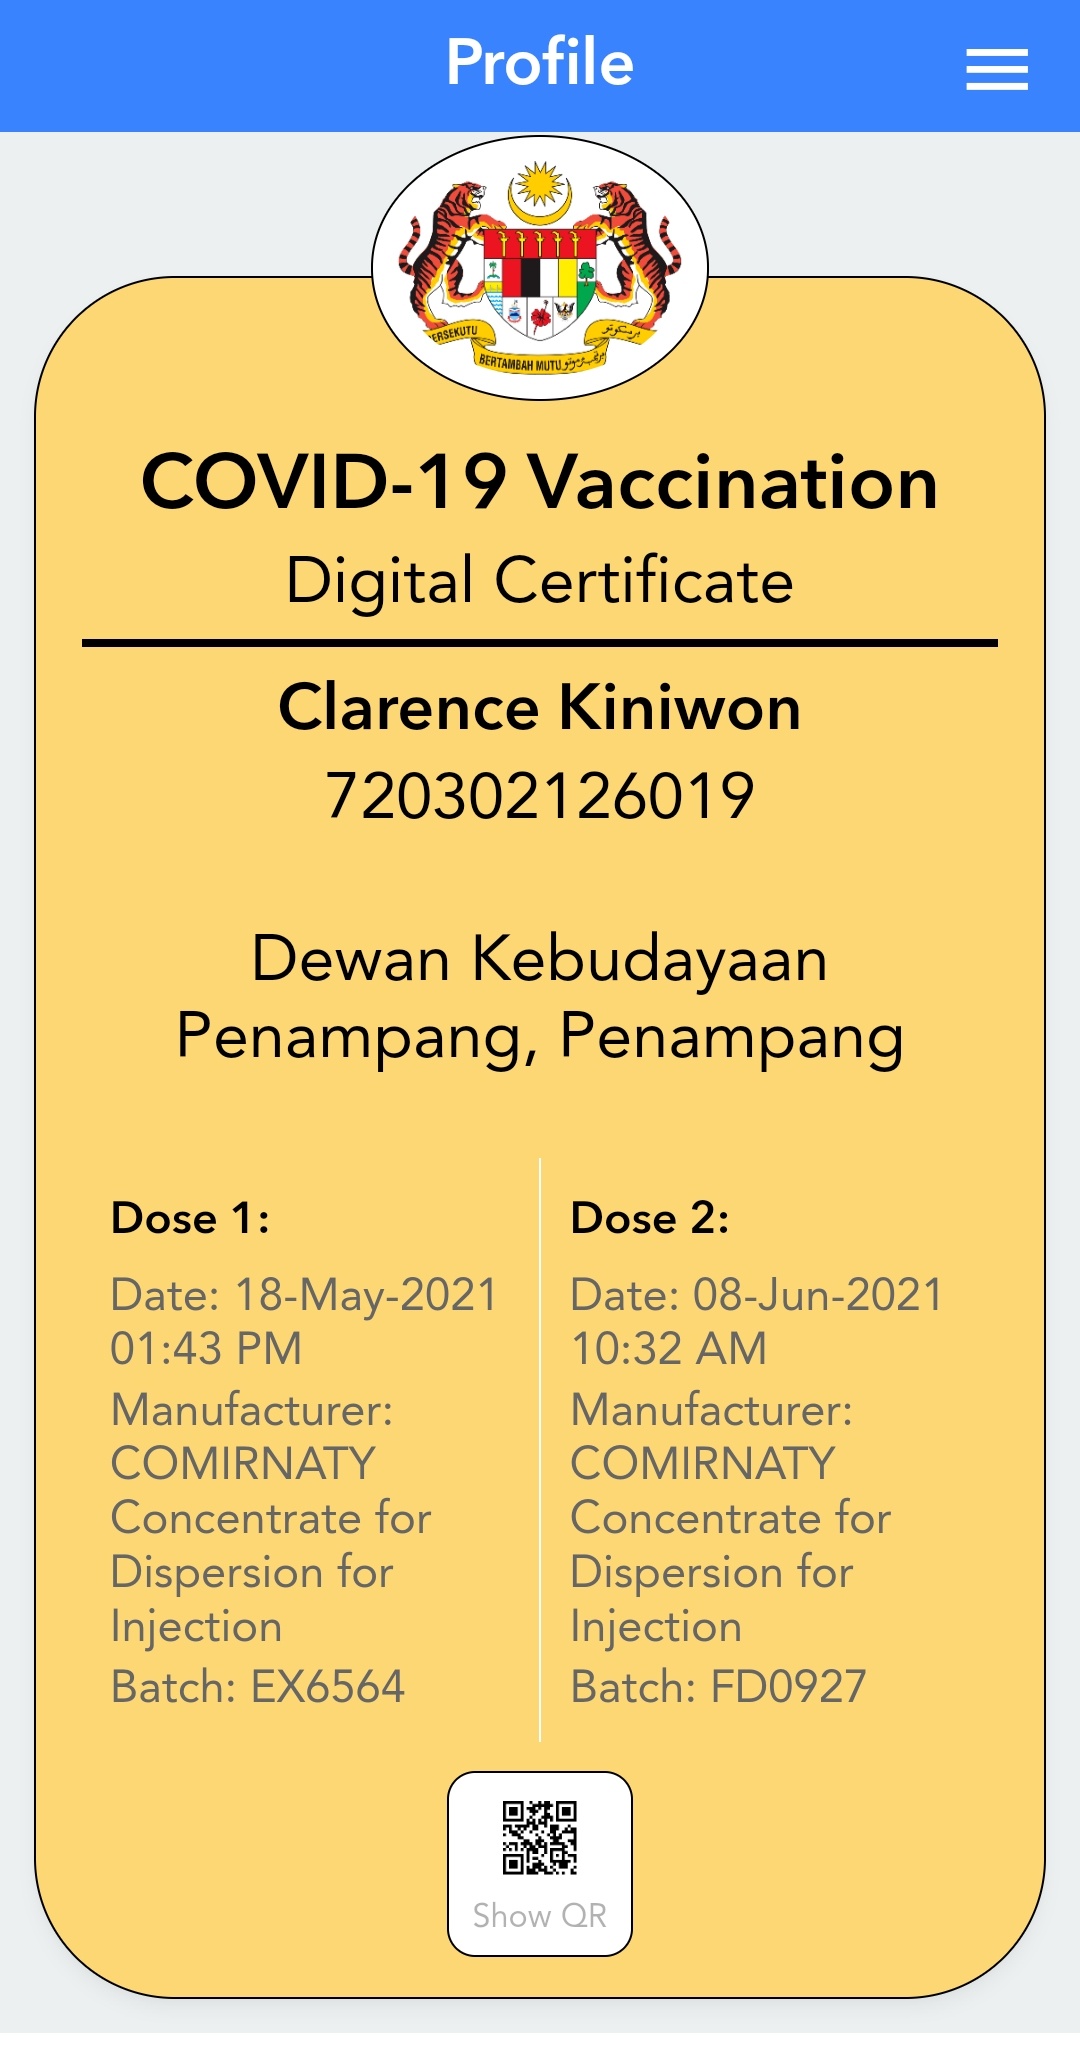 Profile
ERSEKUTU
BERTAMBAH MUTU
COVID-19 Vaccination
Digital Certificate
Clarence Kiniwon
720302126019
Dewan Kebudayaan
Penampang, Penampang
Dose 1:
Date: 18-May-2021
01:43 PM
Manufacturer:
COMIRNATY
Concentrate for
Dispersion for
Injection
Batch: EX6564
Dose 2:
Date: 08-Jun-2021
10:32 AM
Manufacturer:
COMIRNATY
Concentrate for
Dispersion for
Injection
Batch: FD0927
Show QR